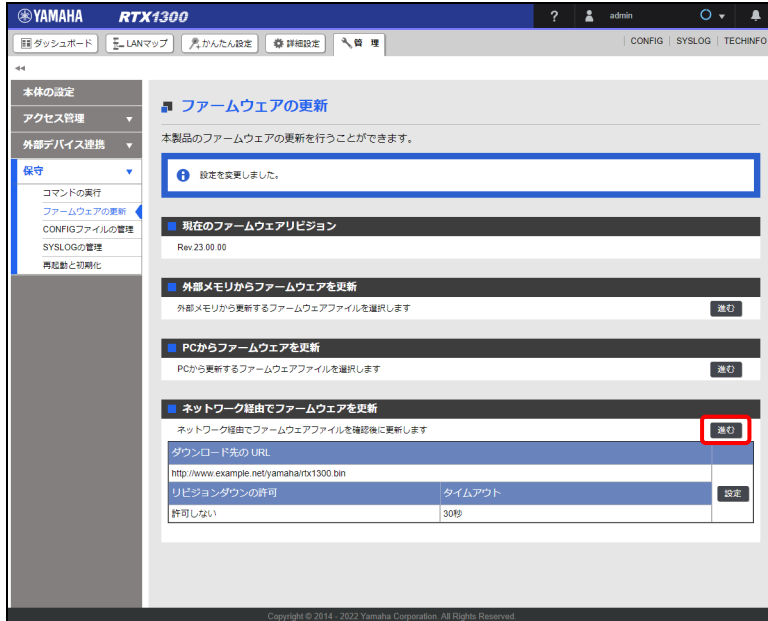 YAMAHA RTX1300 ? admin
ダッシュボード LANマップ かんたん設定 詳細設定 管理 CONFIG SYSLOG TECHINFO
本体の設定
アクセス管理
外部デバイス連携
保守
コマンドの実行
ファームウェアの更新
CONFIGファイルの管理
SYSLOGの管理
再起動と初期化
ファームウェアの更新
本製品のファームウェアの更新を行うことができます。
設定を変更しました。
現在のファームウェアリビジョン
Rev.23.00.00
外部メモリからファームウェアを更新
外部メモリから更新するファームウェアファイルを選択します 進む
PCからファームウェアを更新
PCから更新するファームウェアファイルを選択します 進む
ネットワーク経由でファームウェアを更新
ネットワーク経由でファームウェアファイルを確認後に更新します 進む
ダウンロード先の URL
http://www.example.net/yamaha/rtx1300.bin
リビジョンダウンの許可 タイムアウト 設定
許可しない 30秒
Copyright © 2014 - 2022 Yamaha Corporation. All Rights Reserved.